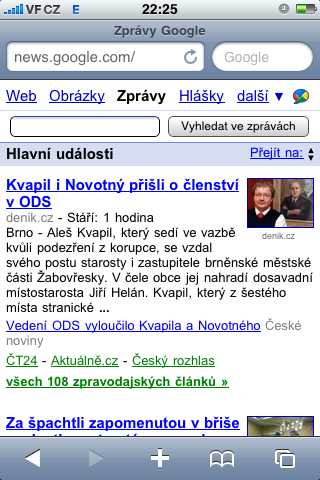 VF CZ E 22:25
Zprávy Google
news.google.com/ Google
Web Obrázky Zprávy Hlášky další ▼
Vyhledat ve zprávách
Hlavní události Přejít na:
Kvapil i Novotný přišli o členství
v ODS
denik.cz - Stáří: 1 hodina
denik.cz
Brno - Aleš Kvapil, který sedí ve vazbě
kvůli podezření z korupce, se vzdal
svého postu starosty i zastupitele brněnské městské
části Žabovřesky. V čele obce jej nahradí dosavadní
místostarosta Jiří Helán. Kvapil, který z šestého
místa stranické ...
Vedení ODS vyloučilo Kvapila a Novotného České
noviny
ČT24 - Aktuálně.cz - Český rozhlas
všech 108 zpravodajských článků »
Za špachtli zapomenutou v břiše